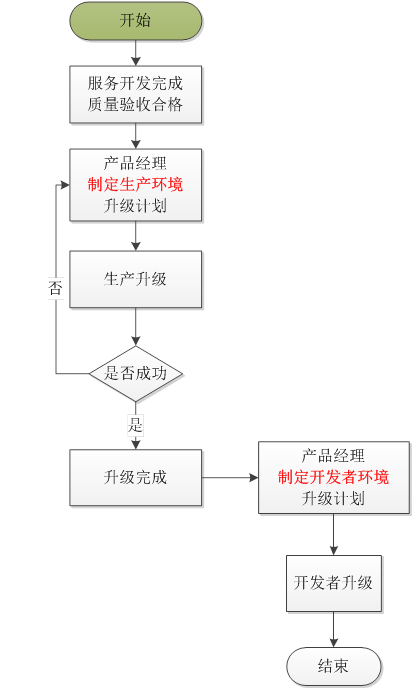 开始
服务开发完成
质量验收合格
产品经理
制定生产环境
升级计划
生产升级
否
是否成功
是
升级完成
产品经理
制定开发者环境
升级计划
开发者升级
结束